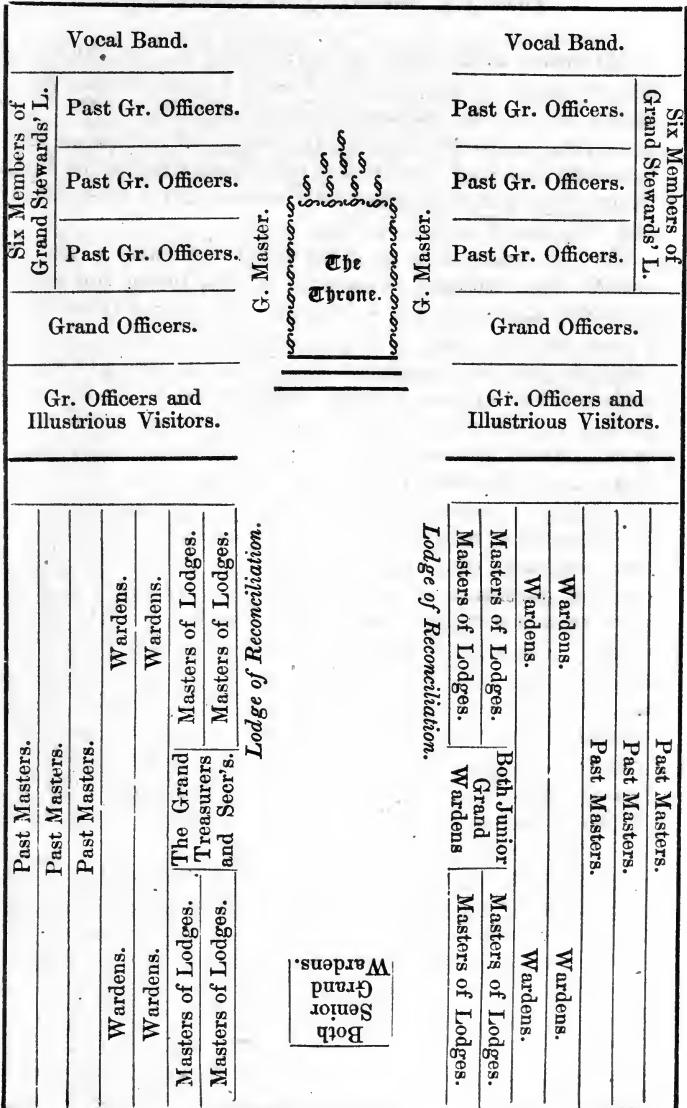 Vocal Band.
Vocal Band.
Six Members of
Grand Stewards' L.
Past Gr. Officers.
Past Gr. Officers.
Past Gr. Officers.
G. Master.
The
Throne.
G. Master.
Past Gr. Officers.
Past Gr. Officers.
Past Gr. Officers.
Six Members of
Grand Stewards' L.
Grand Officers.
Grand Officers.
Gr. Officers and
Illustrious Visitors.
Gr. Officers and
Illustrious Visitors.
Past Masters.
Past Masters.
Past Masters.
Wardens.
Wardens.
Wardens.
Wardens.
Masters of Lodges.
Masters of Lodges.
The Grand
Treasurers
and Secr's.
Masters of Lodges.
Masters of Lodges.
Lodge of Reconciliation.
Both
Senior
Grand
Wardens.
Lodge of Reconciliation.
Masters of Lodges.
Masters of Lodges.
Both Junior
Grand
Wardens
Masters of Lodges.
Masters of Lodges.
Wardens.
Wardens.
Wardens.
Wardens.
Past Masters.
Past Masters.
Past Masters.